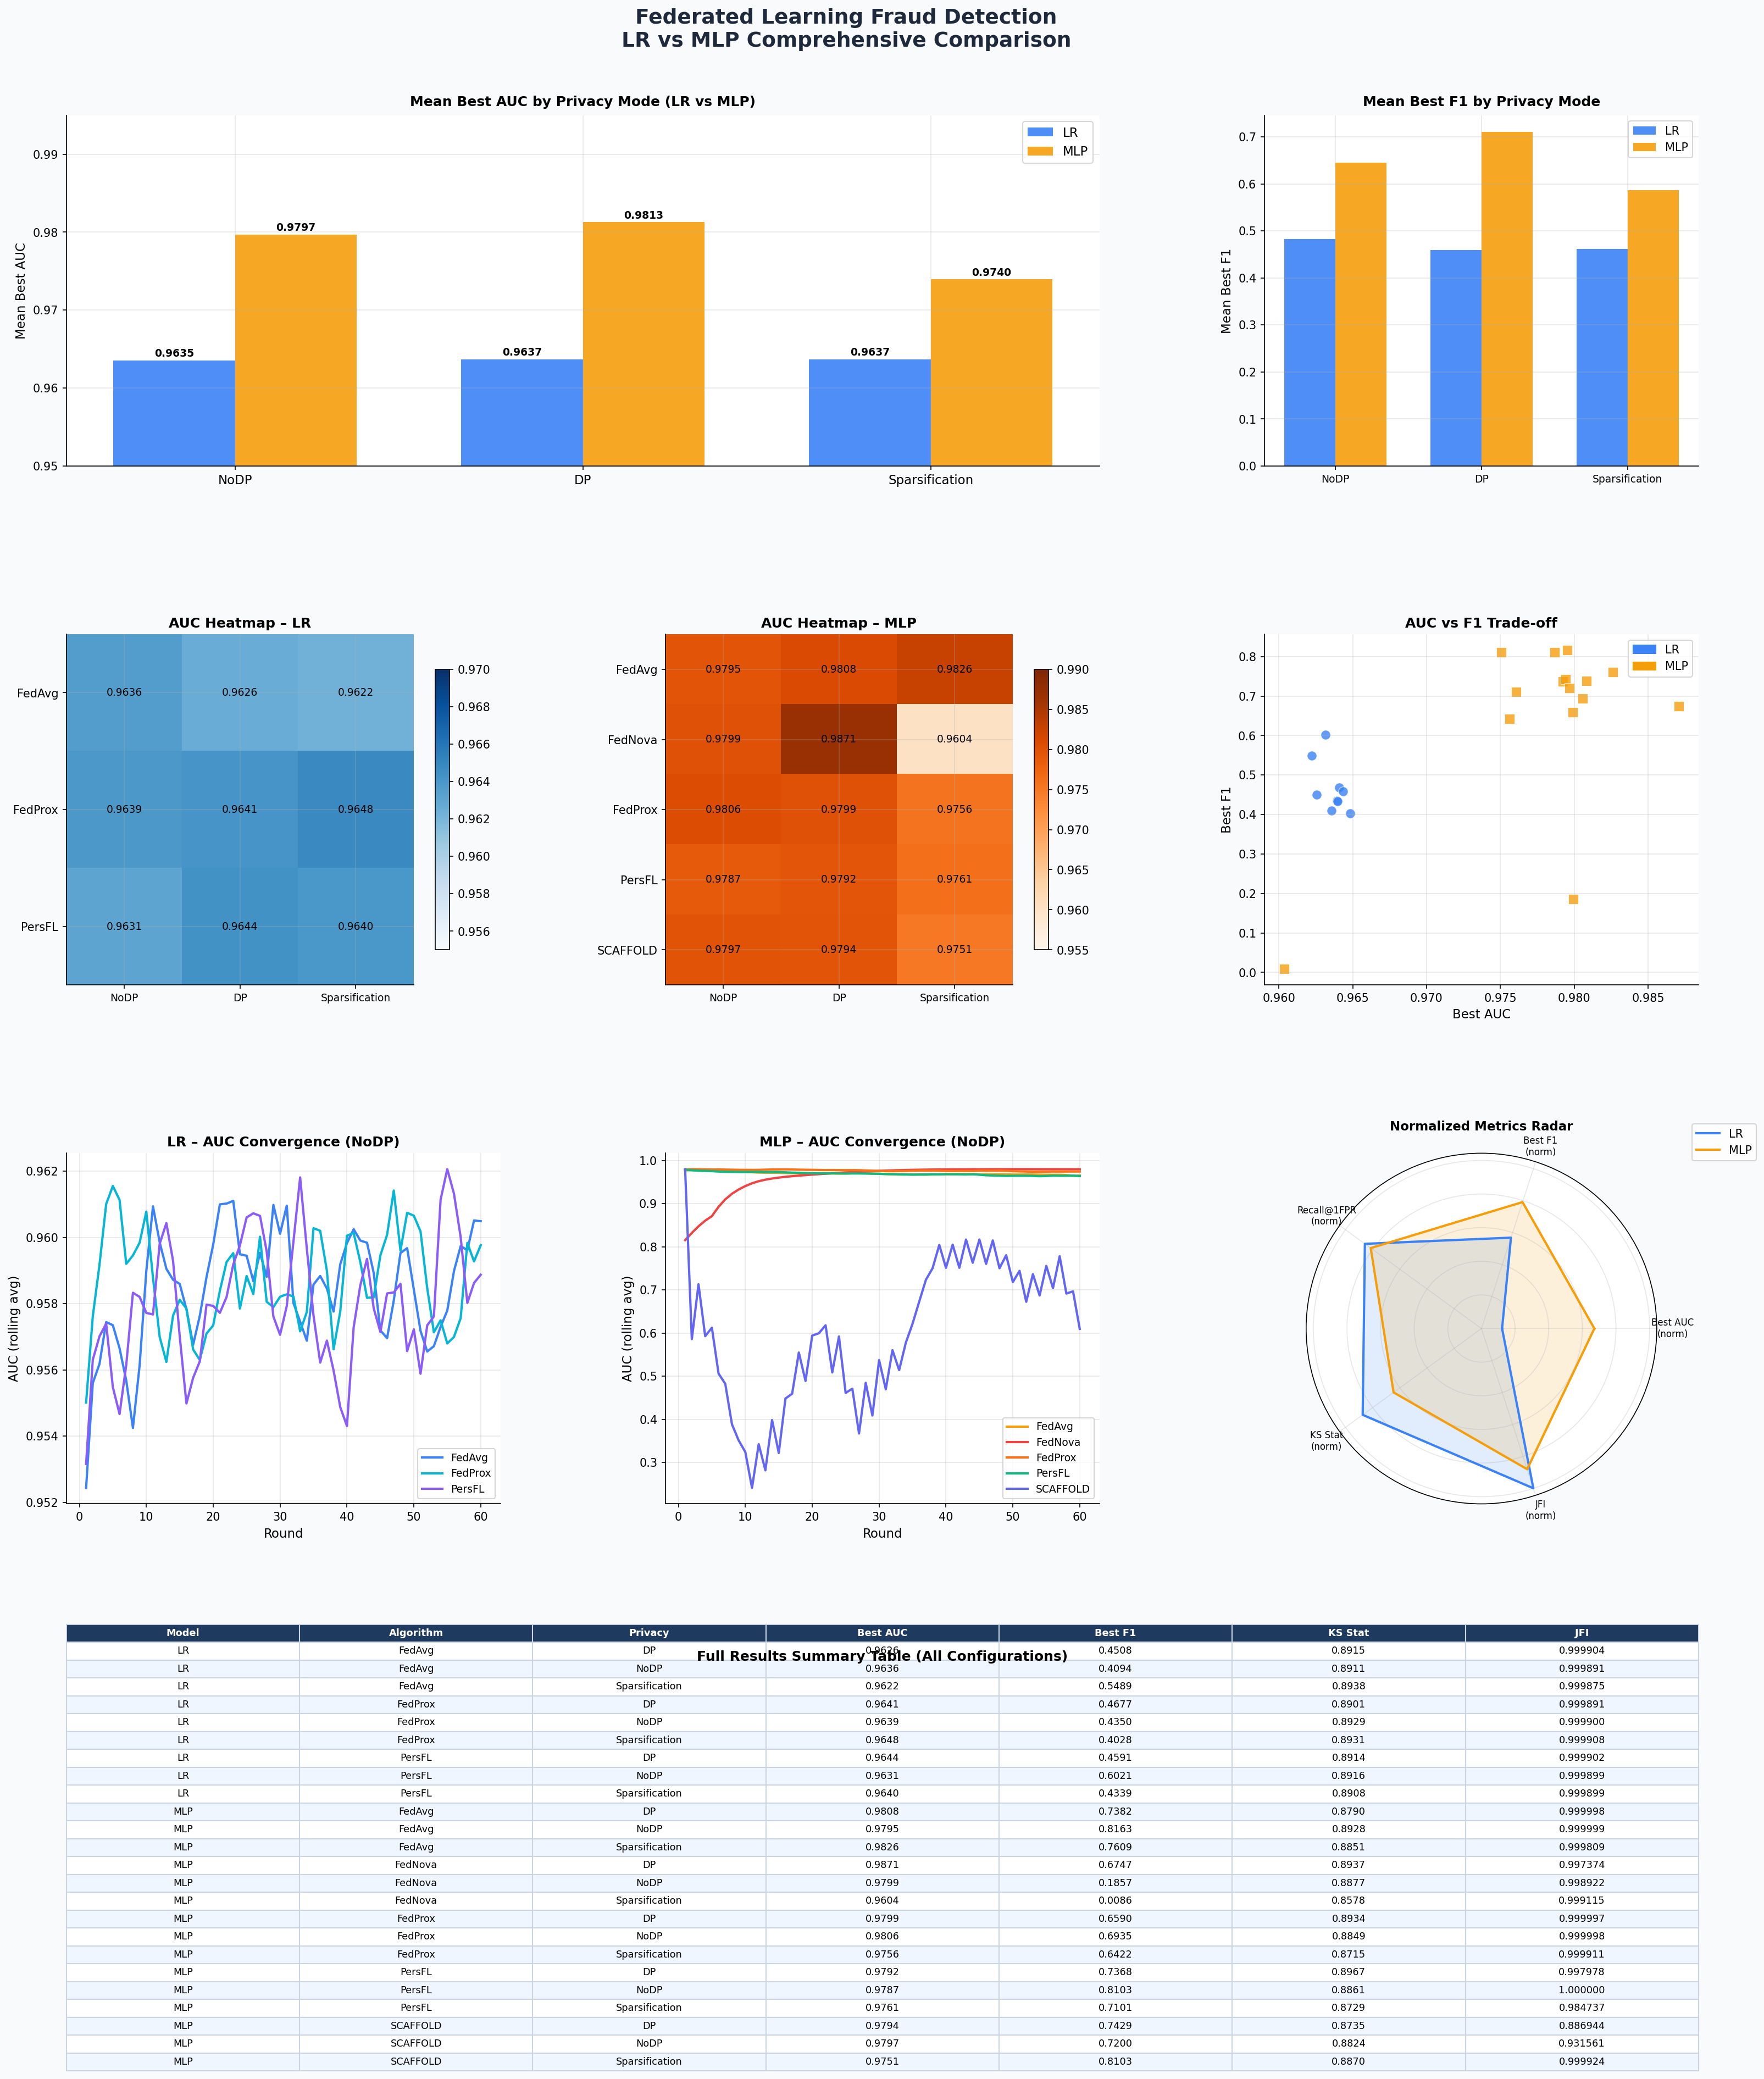 Federated Learning Fraud Detection
LR vs MLP Comprehensive Comparison
Mean Best AUC by Privacy Mode (LR vs MLP)
Mean Best AUC
0.99
0.98
0.97
0.96
0.95
0.9635
0.9797
0.9637
0.9813
0.9637
0.9740
NoDP DP Sparsification
LR
MLP
Mean Best F1 by Privacy Mode
Mean Best F1
0.7
0.6
0.5
0.4
0.3
0.2
0.1
0.0
NoDP DP Sparsification
LR
MLP
AUC Heatmap – LR
FedAvg 0.9636 0.9626 0.9622
FedProx 0.9639 0.9641 0.9648
PersFL 0.9631 0.9644 0.9640
NoDP DP Sparsification
0.970
0.968
0.966
0.964
0.962
0.960
0.958
0.956
AUC Heatmap – MLP
FedAvg 0.9795 0.9808 0.9826
FedNova 0.9799 0.9871 0.9604
FedProx 0.9806 0.9799 0.9756
PersFL 0.9787 0.9792 0.9761
SCAFFOLD 0.9797 0.9794 0.9751
NoDP DP Sparsification
0.990
0.985
0.980
0.975
0.970
0.965
0.960
0.955
AUC vs F1 Trade-off
Best F1
0.8
0.7
0.6
0.5
0.4
0.3
0.2
0.1
0.0
0.960 0.965 0.970 0.975 0.980 0.985
Best AUC
LR
MLP
LR – AUC Convergence (NoDP)
AUC (rolling avg)
0.962
0.960
0.958
0.956
0.954
0.952
0 10 20 30 40 50 60
Round
FedAvg
FedProx
PersFL
MLP – AUC Convergence (NoDP)
AUC (rolling avg)
1.0
0.9
0.8
0.7
0.6
0.5
0.4
0.3
0 10 20 30 40 50 60
Round
FedAvg
FedNova
FedProx
PersFL
SCAFFOLD
Normalized Metrics Radar
LR
MLP
Best F1
(norm)
Recall@1FPR
(norm)
Best AUC
(norm)
KS Stat
(norm)
JFI
(norm)
Model Algorithm Privacy Best AUC Best F1 KS Stat JFI
LR FedAvg DP 0.9626 0.4508 0.8915 0.999904
Full Results Summary Table (All Configurations)
LR FedAvg NoDP 0.9636 0.4094 0.8911 0.999891
LR FedAvg Sparsification 0.9622 0.5489 0.8938 0.999875
LR FedProx DP 0.9641 0.4677 0.8901 0.999891
LR FedProx NoDP 0.9639 0.4350 0.8929 0.999900
LR FedProx Sparsification 0.9648 0.4028 0.8931 0.999908
LR PersFL DP 0.9644 0.4591 0.8914 0.999902
LR PersFL NoDP 0.9631 0.6021 0.8916 0.999899
LR PersFL Sparsification 0.9640 0.4339 0.8908 0.999899
MLP FedAvg DP 0.9808 0.7382 0.8790 0.999998
MLP FedAvg NoDP 0.9795 0.8163 0.8928 0.999999
MLP FedAvg Sparsification 0.9826 0.7609 0.8851 0.999809
MLP FedNova DP 0.9871 0.6747 0.8937 0.997374
MLP FedNova NoDP 0.9799 0.1857 0.8877 0.998922
MLP FedNova Sparsification 0.9604 0.0086 0.8578 0.999115
MLP FedProx DP 0.9799 0.6590 0.8934 0.999997
MLP FedProx NoDP 0.9806 0.6935 0.8849 0.999998
MLP FedProx Sparsification 0.9756 0.6422 0.8715 0.999911
MLP PersFL DP 0.9792 0.7368 0.8967 0.997978
MLP PersFL NoDP 0.9787 0.8103 0.8861 1.000000
MLP PersFL Sparsification 0.9761 0.7101 0.8729 0.984737
MLP SCAFFOLD DP 0.9794 0.7429 0.8735 0.886944
MLP SCAFFOLD NoDP 0.9797 0.7200 0.8824 0.931561
MLP SCAFFOLD Sparsification 0.9751 0.8103 0.8870 0.999924